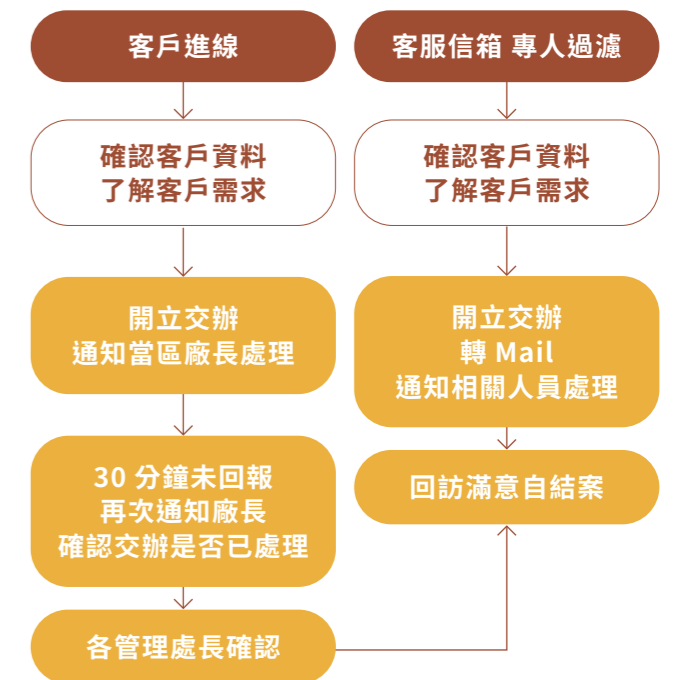 客戶進線
確認客戶資料
了解客戶需求
開立交辦
通知當區廠長處理
30 分鐘未回報
再次通知廠長
確認交辦是否已處理
各管理處長確認
客服信箱 專人過濾
確認客戶資料
了解客戶需求
開立交辦
轉 Mail
通知相關人員處理
回訪滿意自結案